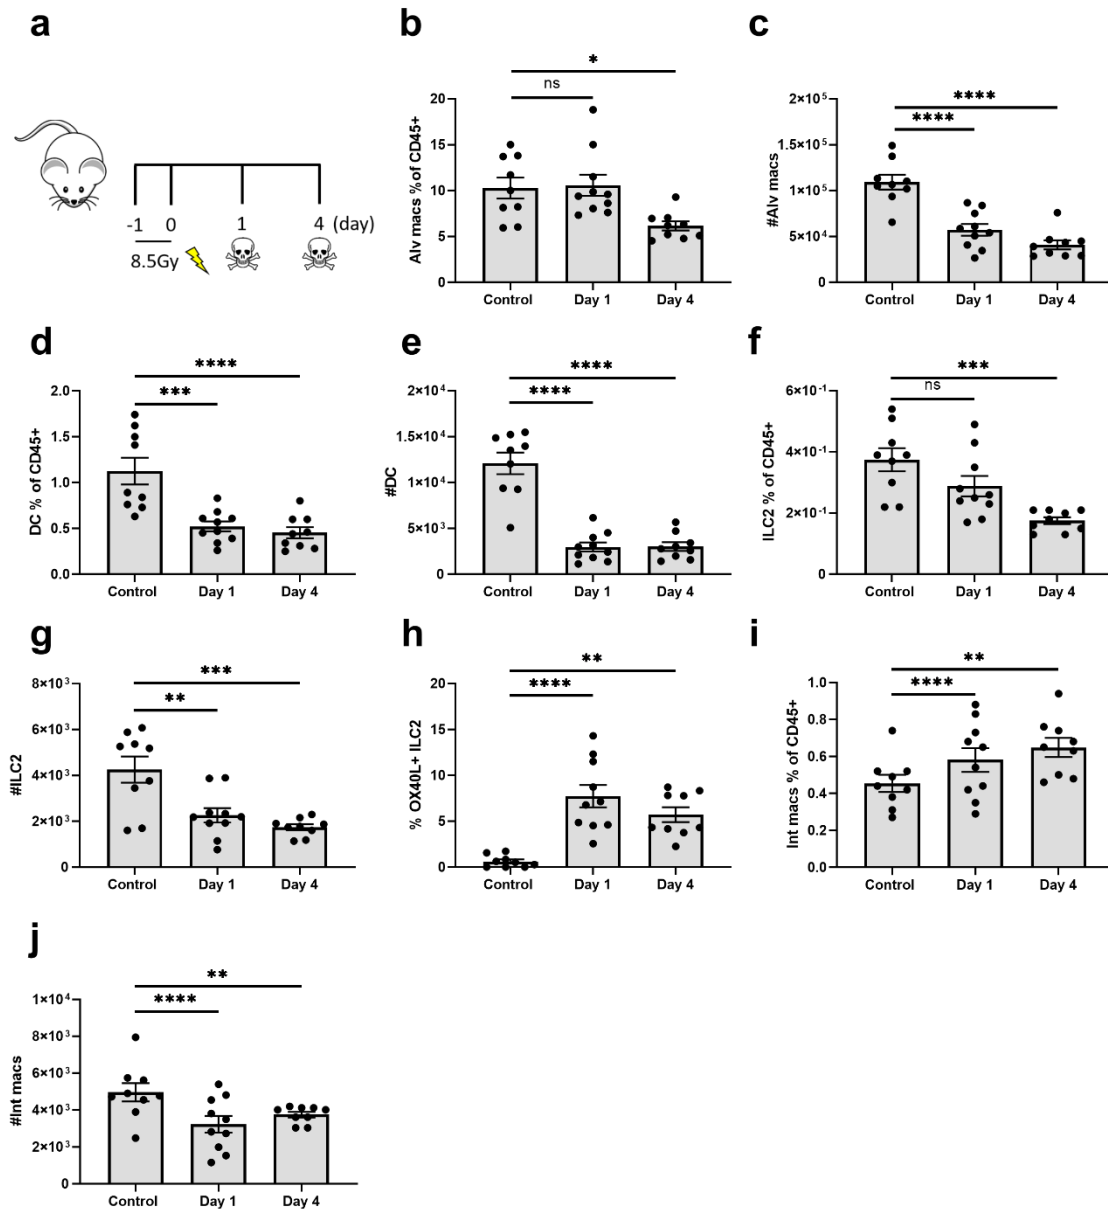 a
-1 0 1 4 (day)
8.5Gy
b
*
ns
Alv macs % of CD45+
20
15
10
5
0
Control Day 1 Day 4
c
****
****
#Alv macs
2×10⁵
1.5×10⁵
1×10⁵
5×10⁴
0
Control Day 1 Day 4
d
****
***
DC % of CD45+
2.0
1.5
1.0
0.5
0.0
Control Day 1 Day 4
e
****
****
#DC
2×10⁴
1.5×10⁴
1×10⁴
5×10³
0
Control Day 1 Day 4
f
***
ns
ILC2 % of CD45+
6×10⁻¹
4×10⁻¹
2×10⁻¹
0
Control Day 1 Day 4
g
***
**
#ILC2
8×10³
6×10³
4×10³
2×10³
0
Control Day 1 Day 4
h
**
****
% OX40L+ ILC2
20
15
10
5
0
Control Day 1 Day 4
i
**
****
Int macs % of CD45+
1.0
0.8
0.6
0.4
0.2
0.0
Control Day 1 Day 4
j
**
****
#Int macs
1×10⁴
8×10³
6×10³
4×10³
2×10³
0
Control Day 1 Day 4